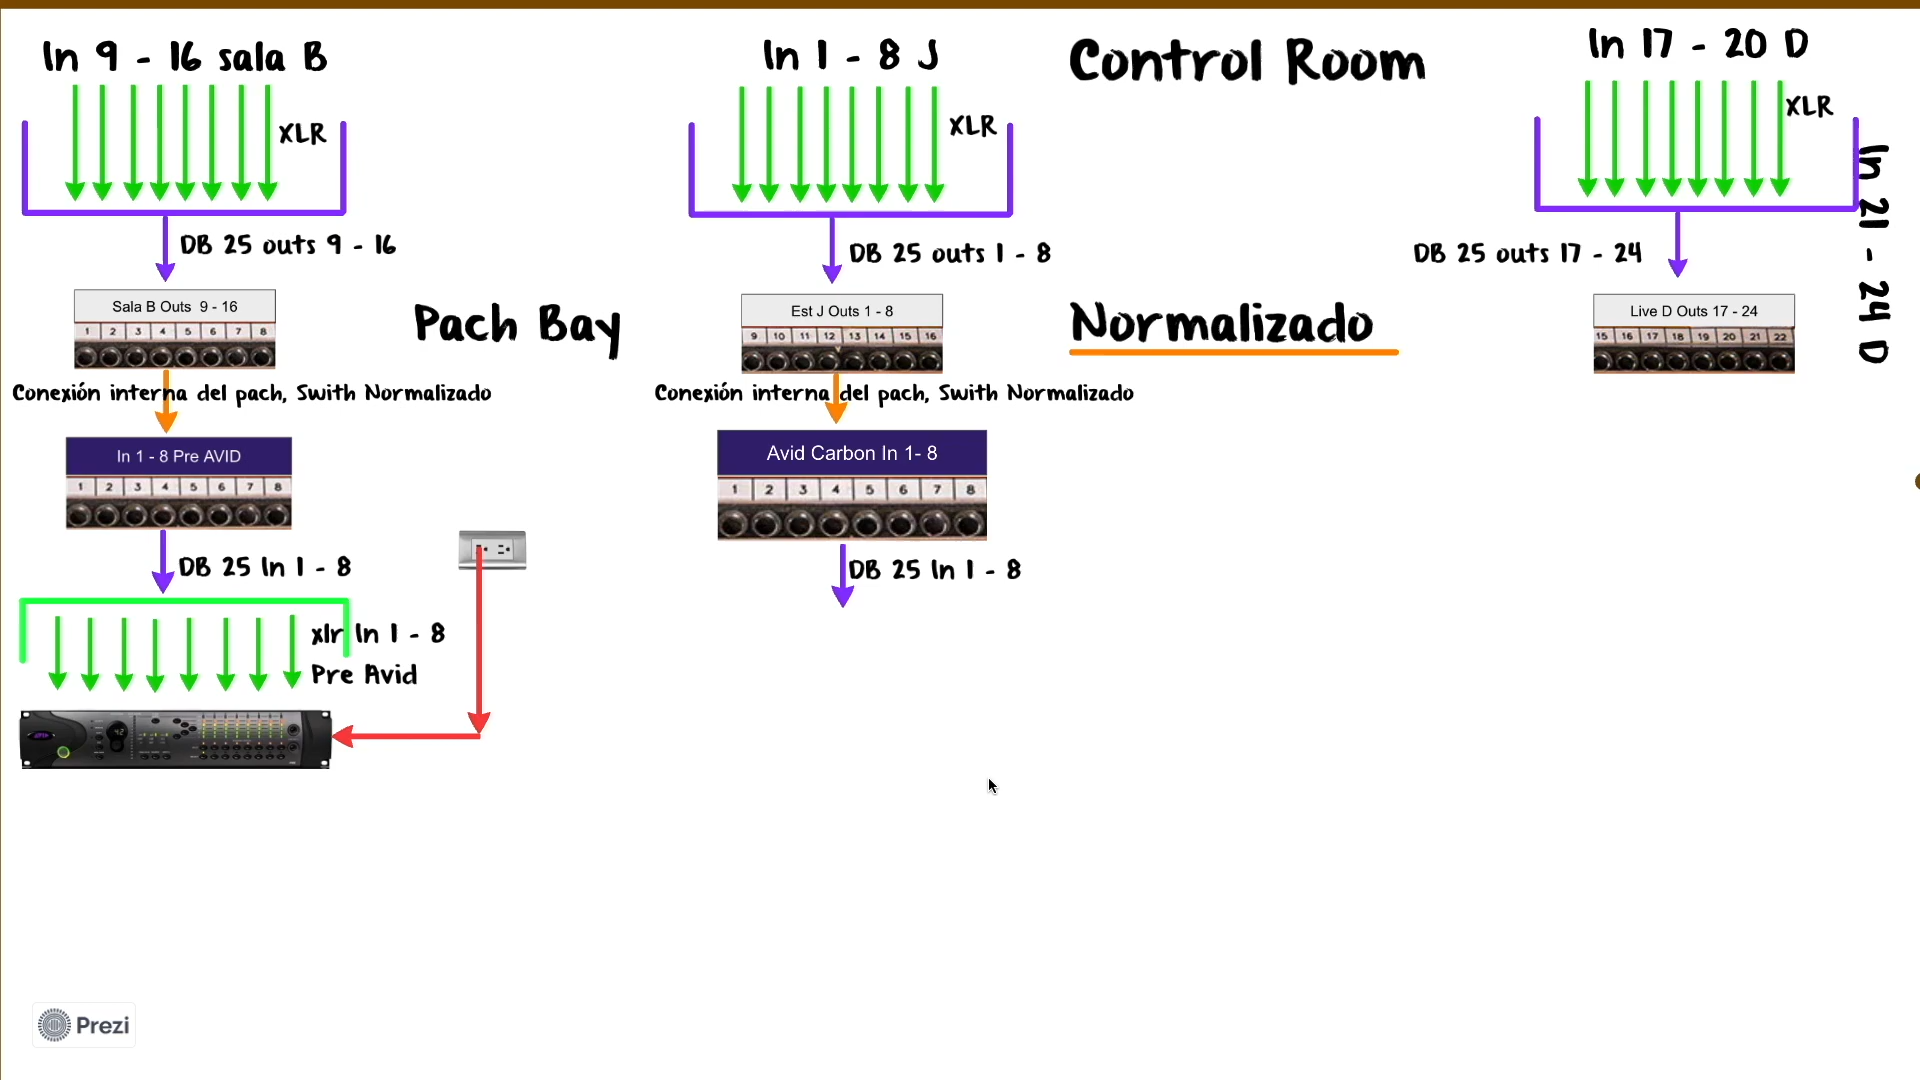 In 9 - 16 sala B
In 1 - 8 J
Control Room
In 17 - 20 D
XLR
XLR
XLR
In 21 - 24 D
DB 25 outs 9 - 16
DB 25 outs 1 - 8
DB 25 outs 17 - 24
Sala B Outs 9 - 16
1 2 3 4 5 6 7 8
Pach Bay
Est J Outs 1 - 8
9 10 11 12 13 14 15 16
Normalizado
Live D Outs 17 - 24
15 16 17 18 19 20 21 22
Conexión interna del pach, Swith Normalizado
Conexión interna del pach, Swith Normalizado
In 1 - 8 Pre AVID
1 2 3 4 5 6 7 8
Avid Carbon In 1- 8
1 2 3 4 5 6 7 8
DB 25 In 1 - 8
DB 25 In 1 - 8
xlr In 1 - 8
Pre Avid
Prezi